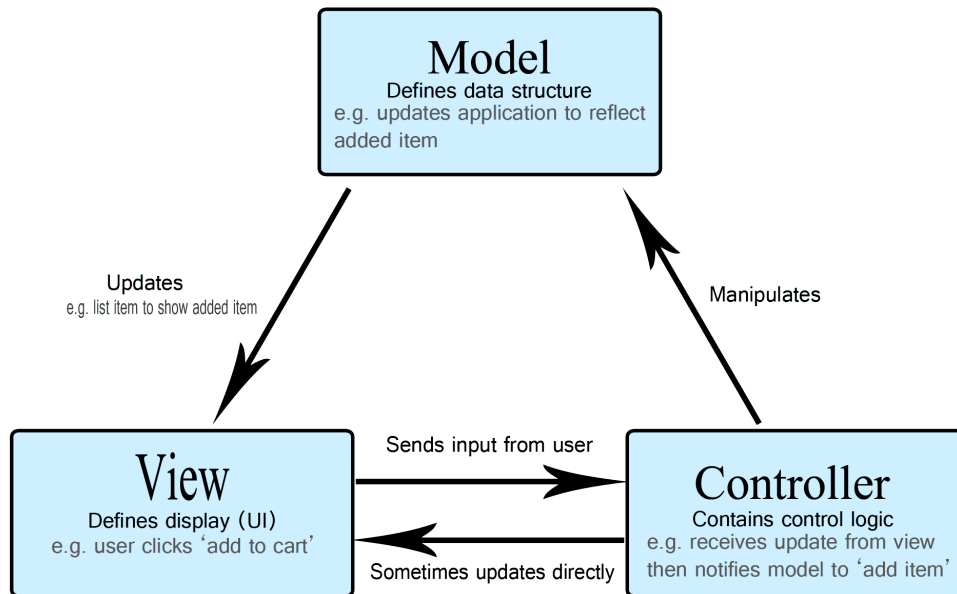 Model
Defines data structure
e.g. updates application to reflect
added item
Updates
e.g. list item to show added item
Manipulates
View
Defines display (UI)
e.g. user clicks ‘add to cart’
Sends input from user
Sometimes updates directly
Controller
Contains control logic
e.g. receives update from view
then notifies model to ‘add item’